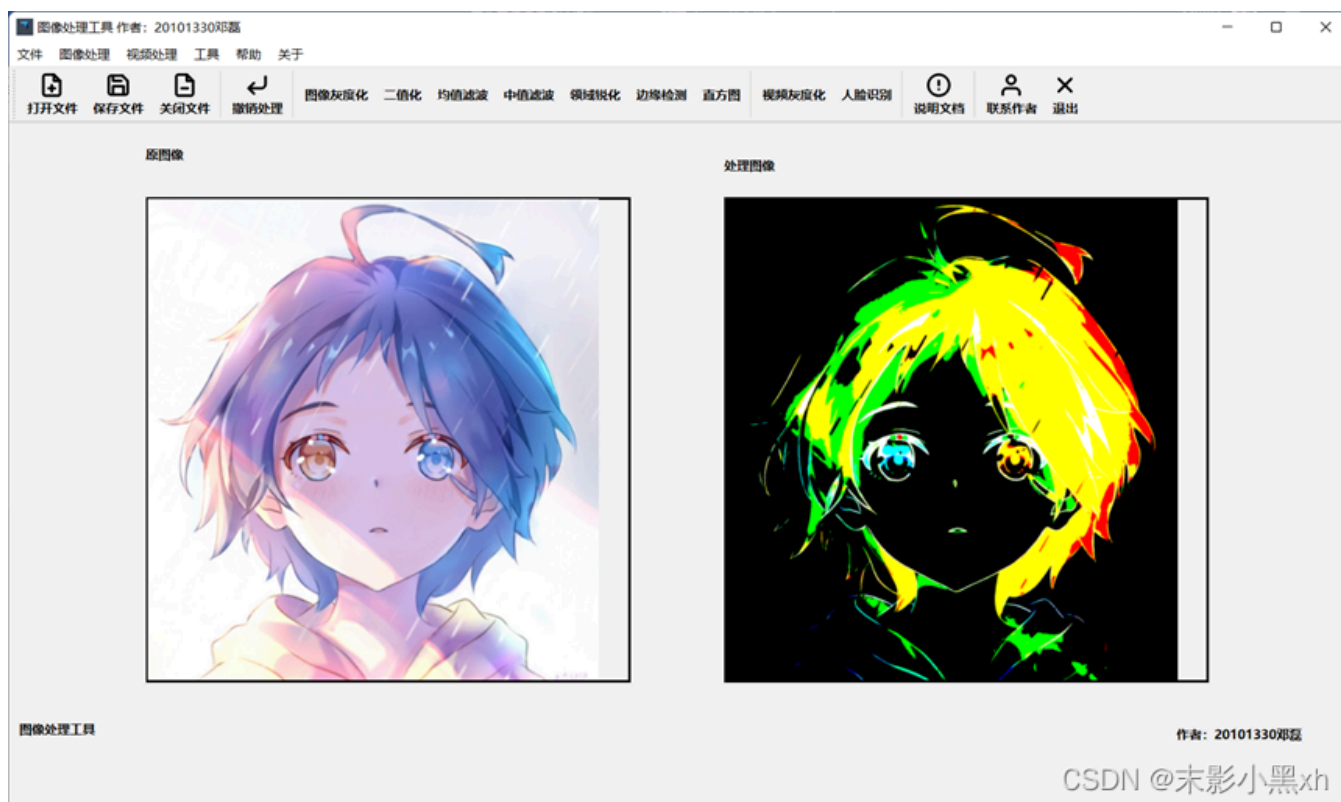 图像处理工具 作者：20101330邓磊
文件 图像处理 视频处理 工具 帮助 关于
打开文件 保存文件 关闭文件 撤销处理 图像灰度化 二值化 均值滤波 中值滤波 领域锐化 边缘检测 直方图 视频灰度化 人脸识别 说明文档 联系作者 退出
原图像
处理图像
图像处理工具
作者：20101330邓磊
CSDN @末影小黑xh